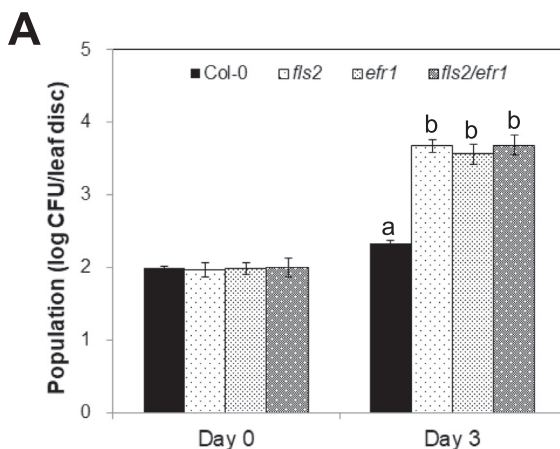 A
5
Col-0 fls2 efr1 fls2/efr1
4
3
2
1
0
Population (log CFU/leaf disc)
a
b b b
Day 0 Day 3